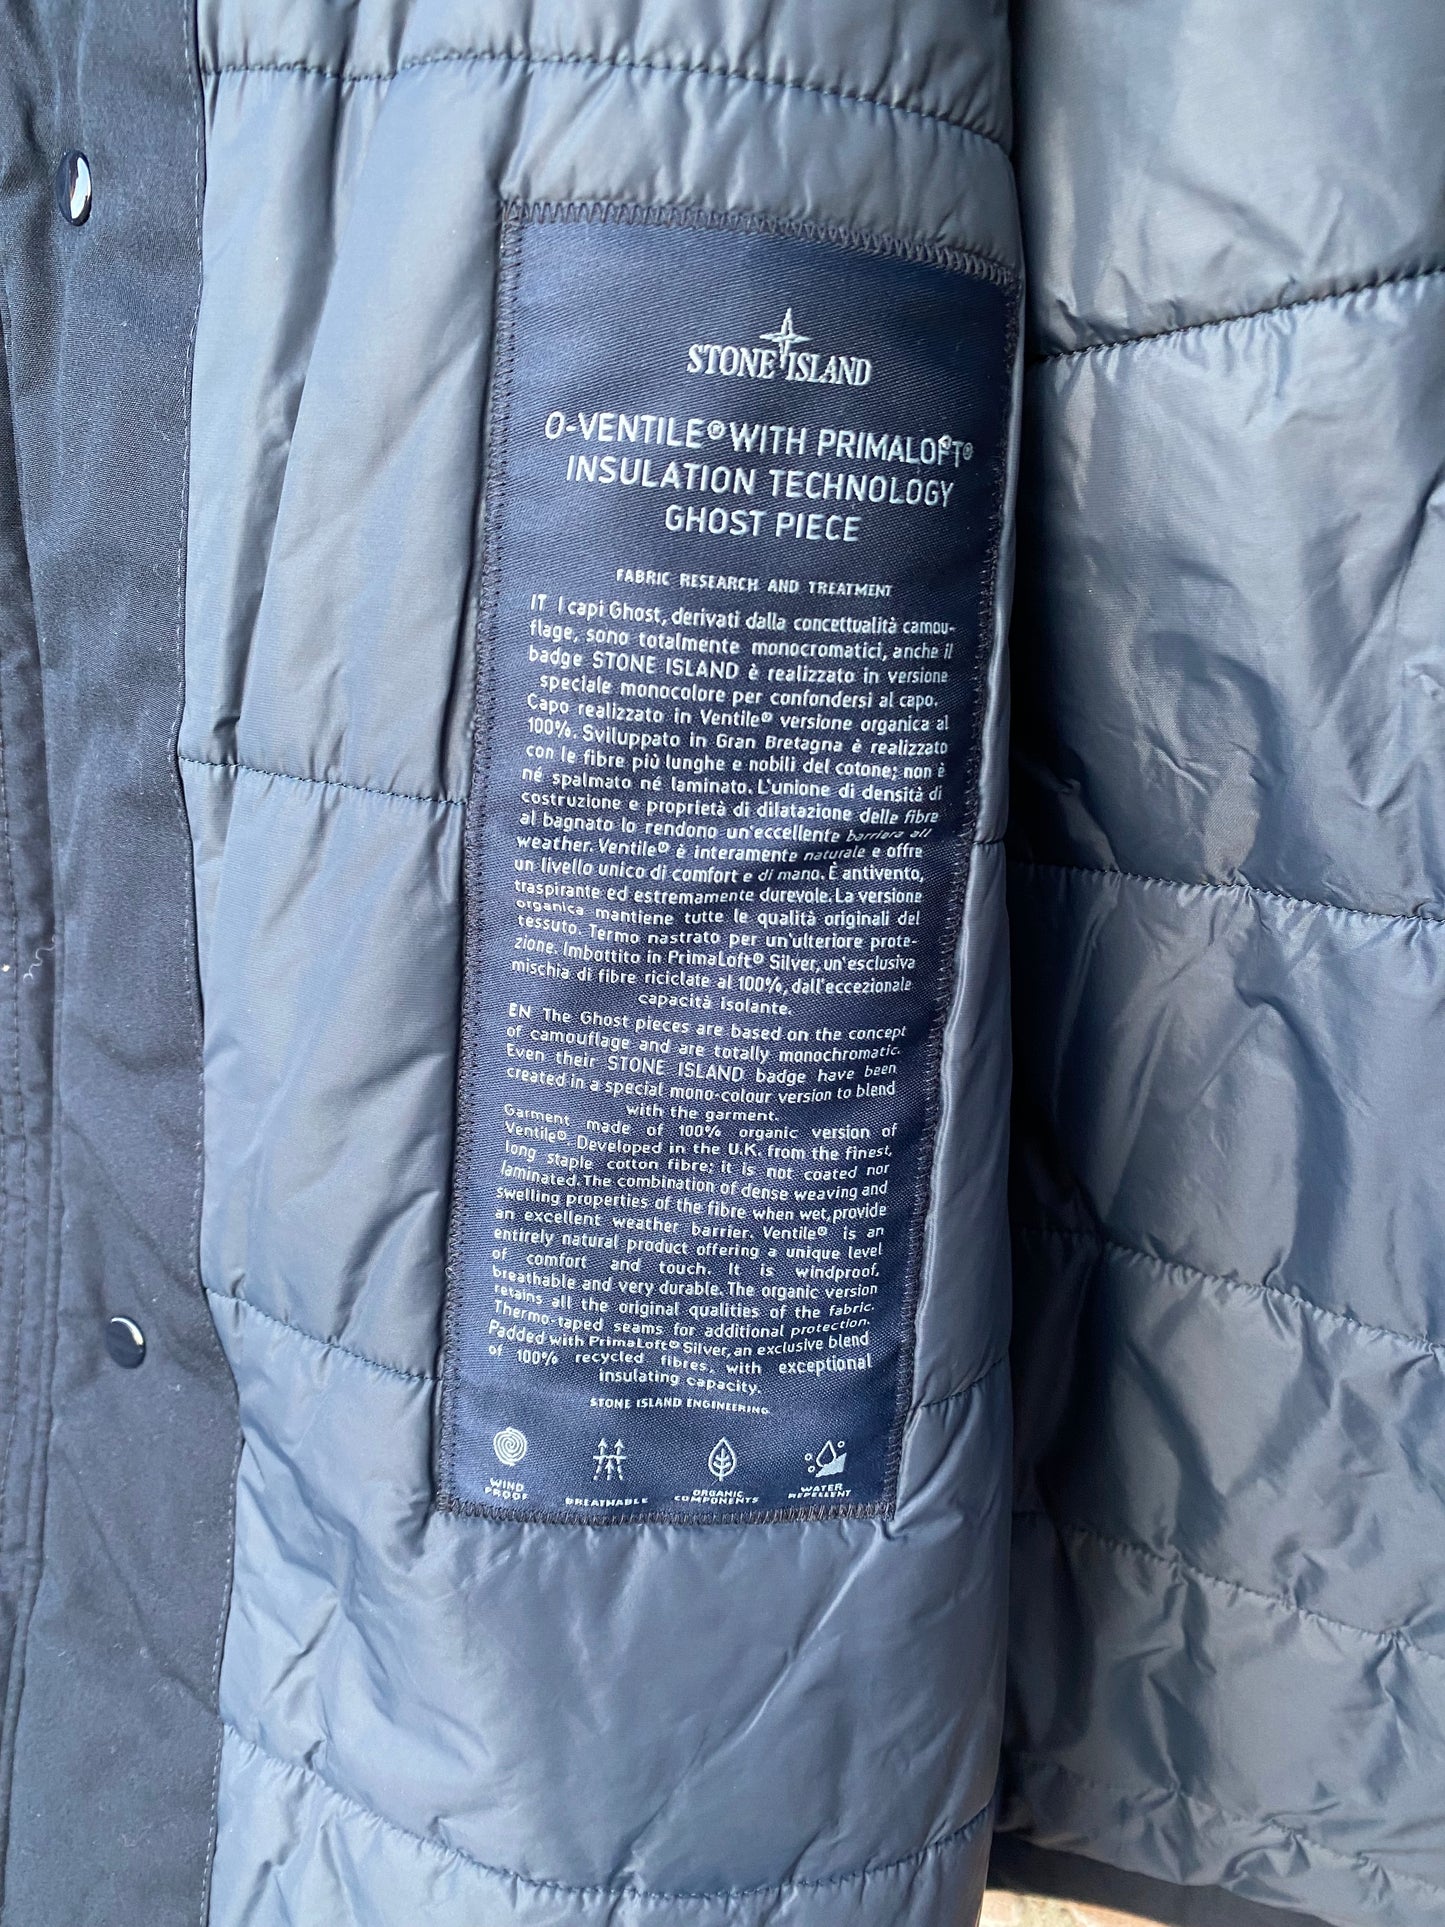 STONE ISLAND
O-VENTILE® WITH PRIMALOFT®
INSULATION TECHNOLOGY
GHOST PIECE
FABRIC RESEARCH AND TREATMENT
IT I capi Ghost, derivati dalla concettualità camou-
flage, sono totalmente monocromatici, anche il
badge STONE ISLAND è realizzato in versione
speciale monocolore per confondersi al capo.
Capo realizzato in Ventile® versione organica al
100%. Sviluppato in Gran Bretagna è realizzato
con le fibre più lunghe e nobili del cotone; non è
né spalmato né laminato. L'unione di densità di
costruzione e proprietà di dilatazione delle fibre
al bagnato lo rendono un'eccellente barriera all
weather. Ventile® è interamente naturale e offre
un livello unico di comfort e di mano. È antivento,
traspirante ed estremamente durevole. La versione
organica mantiene tutte le qualità originali del
tessuto. Termo nastrato per un'ulteriore prote-
zione. Imbottito in PrimaLoft® Silver, un'esclusiva
mischia di fibre riciclate al 100%, dall'eccezionale
capacità isolante.
EN The Ghost pieces are based on the concept
of camouflage and are totally monochromatic.
Even their STONE ISLAND badge have been
created in a special mono-colour version to blend
with the garment.
Garment made of 100% organic version of
Ventile®. Developed in the U.K. from the finest,
long staple cotton fibre; it is not coated nor
laminated. The combination of dense weaving and
swelling properties of the fibre when wet, provide
an excellent weather barrier. Ventile® is an
entirely natural product offering a unique level
of comfort and touch. It is windproof,
breathable and very durable. The organic version
retains all the original qualities of the fabric.
Thermo-taped seams for additional protection.
Padded with PrimaLoft® Silver, an exclusive blend
of 100% recycled fibres, with exceptional
insulating capacity.
STONE ISLAND ENGINEERING
WIND
PROOF
BREATHABLE
ORGANIC
COMPONENTS
WATER
REPELLENT